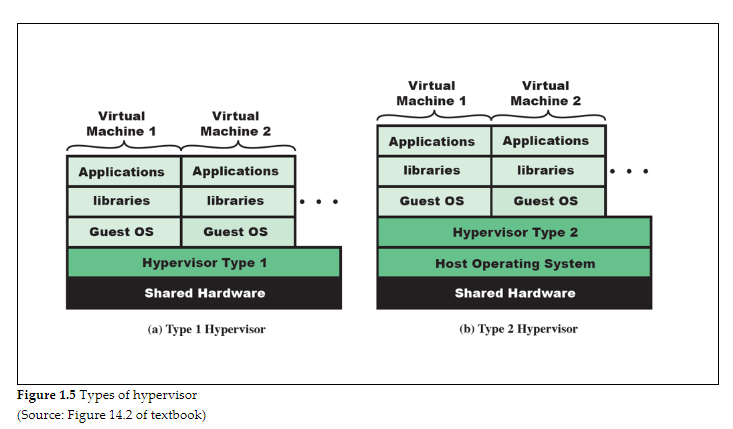 Virtual
Machine 1
Virtual
Machine 2
Applications
Applications
libraries
libraries
Guest OS
Guest OS
Hypervisor Type 1
Shared Hardware
(a) Type 1 Hypervisor
Virtual
Machine 1
Virtual
Machine 2
Applications
Applications
libraries
libraries
Guest OS
Guest OS
Hypervisor Type 2
Host Operating System
Shared Hardware
(b) Type 2 Hypervisor
Figure 1.5 Types of hypervisor
(Source: Figure 14.2 of textbook)